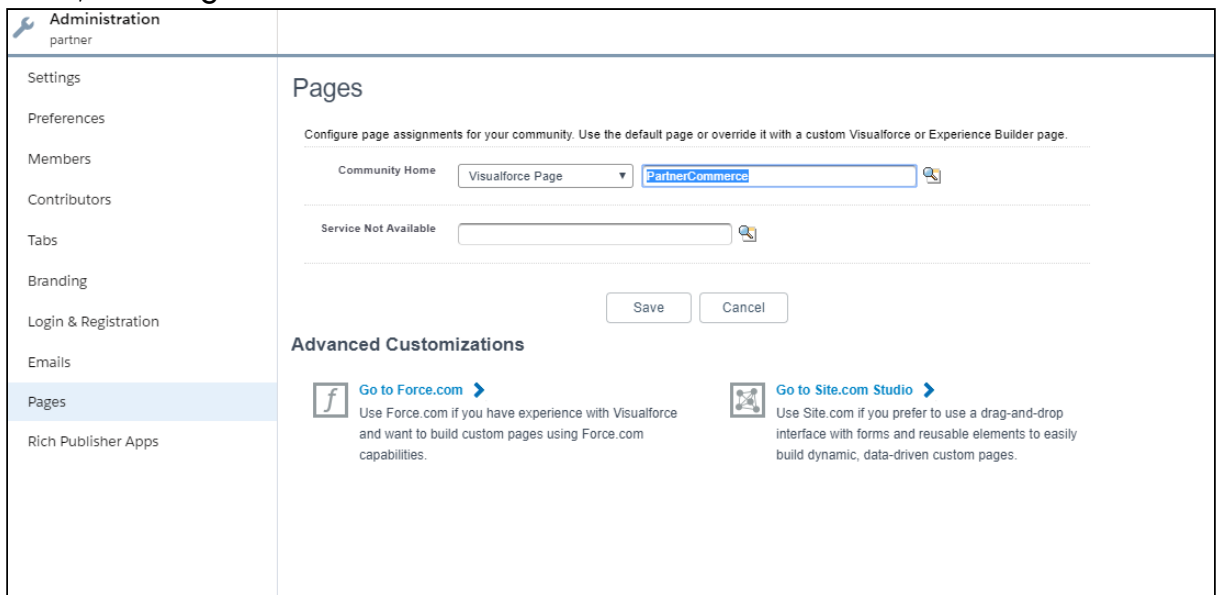 Administration
partner
Settings
Preferences
Members
Contributors
Tabs
Branding
Login & Registration
Emails
Pages
Rich Publisher Apps
Pages
Configure page assignments for your community. Use the default page or override it with a custom Visualforce or Experience Builder page.
Community Home Visualforce Page PartnerCommerce
Service Not Available
Save Cancel
Advanced Customizations
Go to Force.com
Use Force.com if you have experience with Visualforce
and want to build custom pages using Force.com
capabilities.
Go to Site.com Studio
Use Site.com if you prefer to use a drag-and-drop
interface with forms and reusable elements to easily
build dynamic, data-driven custom pages.